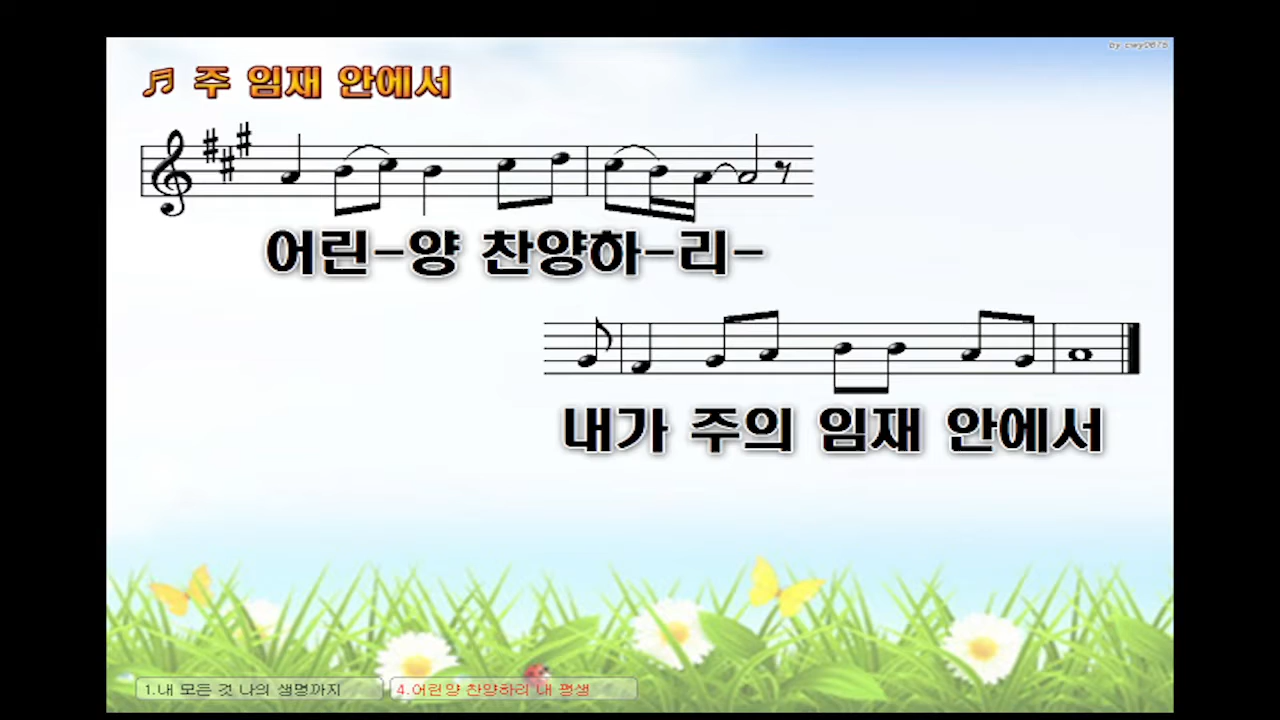 by cwy0675
♬ 주 임재 안에서
어린-양 찬양하-리-
내가 주의 임재 안에서
1.내 모든 것 나의 생명까지
4.어린양 찬양하리 내 평생